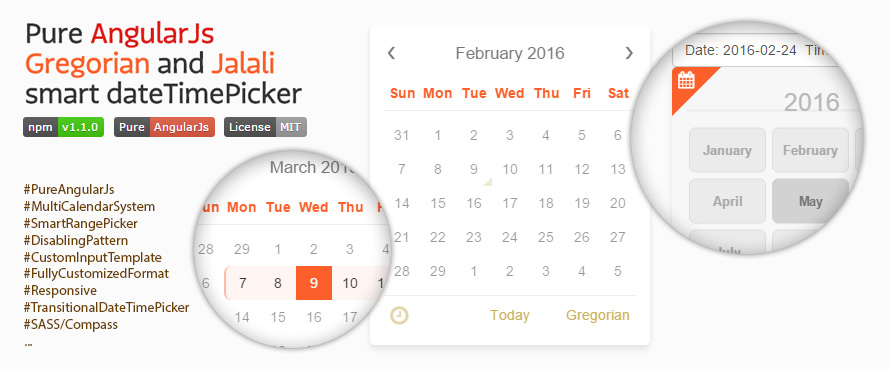 Pure AngularJs
Gregorian and Jalali
smart dateTimePicker
npm v1.1.0 Pure AngularJs License MIT
#PureAngularJs
#MultiCalendarSystem
#SmartRangePicker
#DisablingPattern
#CustomInputTemplate
#FullyCustomizedFormat
#Responsive
#TransitionalDateTimePicker
#SASS/Compass
...
March 201
un Mon Tue Wed Thu
28 29 1 2 3 4
6 7 8 9 10 1
14 15 16 17
‹ February 2016 ›
Sun Mon Tue Wed Thu Fri Sat
31 1 2 3 4 5 6
7 8 9 10 11 12 13
14 15 16 17 18 19 20
21 22 23 24 25 26 27
28 29 1 2 3 4 5
Today Gregorian
Date: 2016-02-24 Tim
2016
January February
April May
July